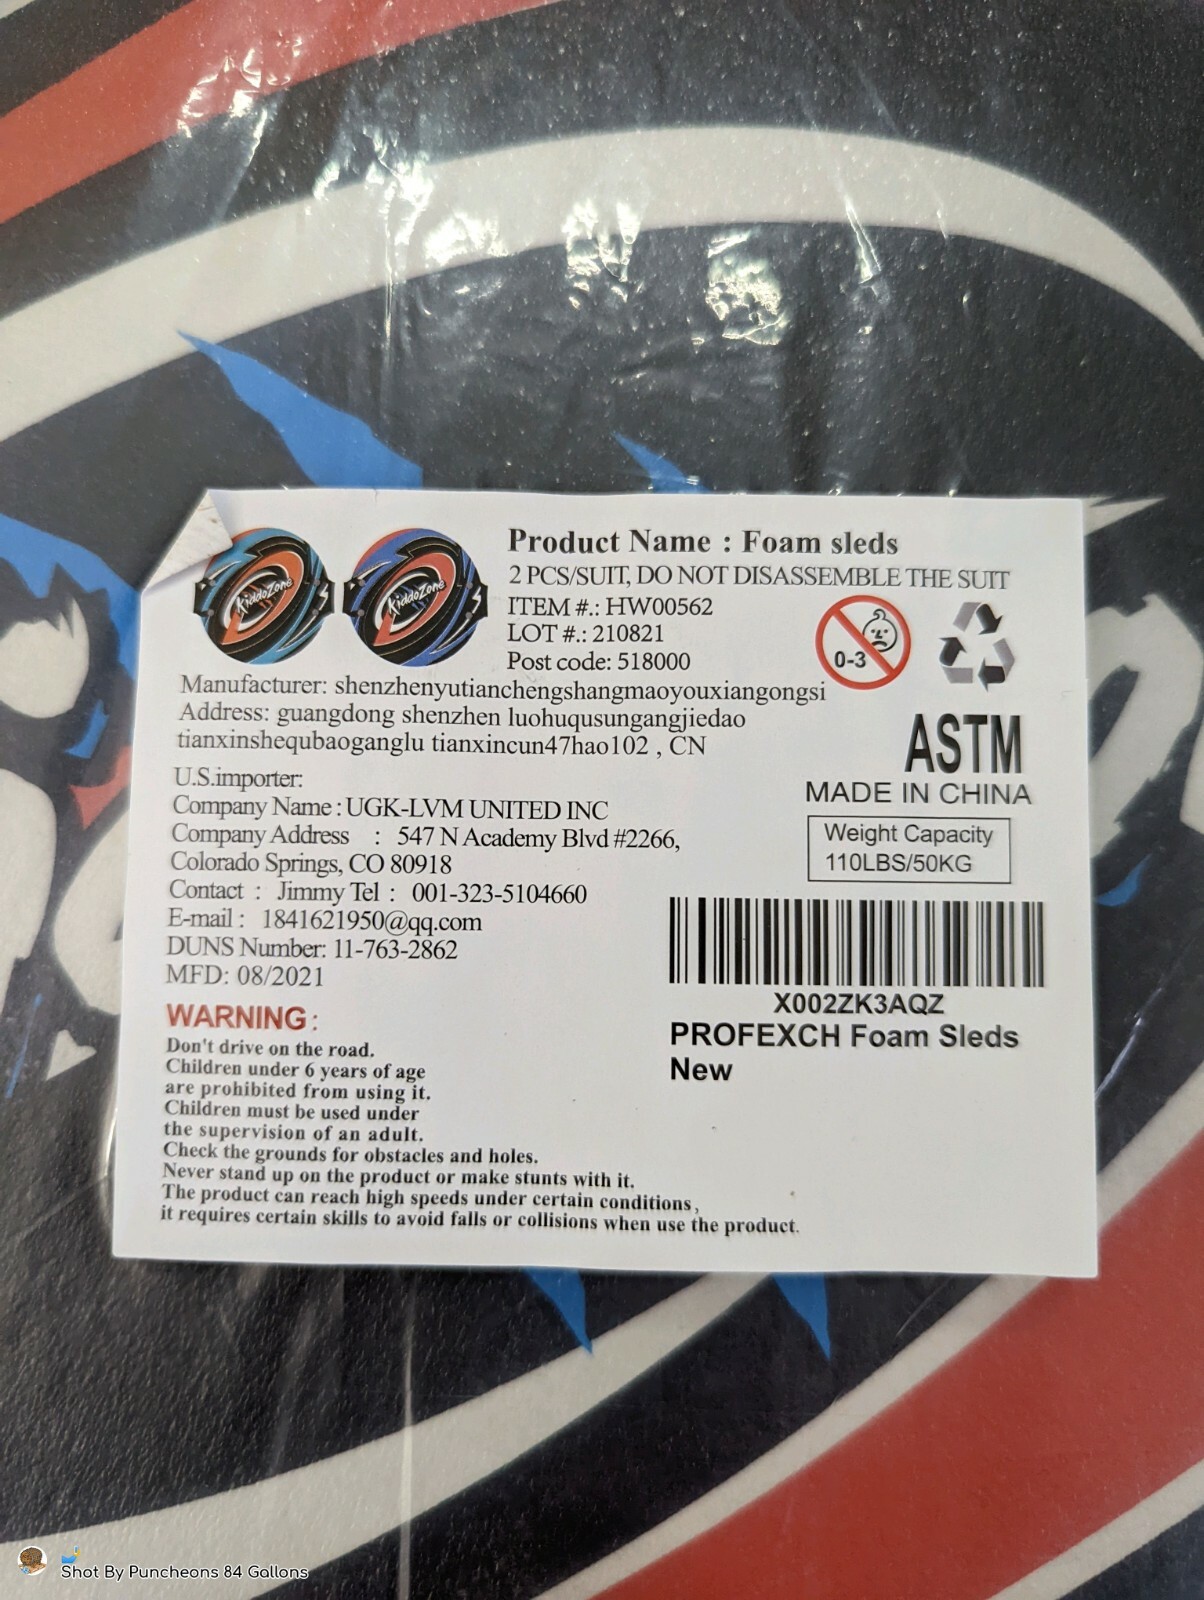 KiddoZone
KiddoZone
Product Name : Foam sleds
2 PCS/SUIT, DO NOT DISASSEMBLE THE SUIT
ITEM #.: HW00562
LOT #.: 210821
Post code: 518000
0-3
Manufacturer: shenzhenyutianchengshangmaoyouxiangongsi
Address: guangdong shenzhen luohuqusungangjiedao
tianxinshequbaoganglu tianxincun47hao102 , CN
ASTM
MADE IN CHINA
Weight Capacity
110LBS/50KG
U.S.importer:
Company Name : UGK-LVM UNITED INC
Company Address : 547 N Academy Blvd #2266,
Colorado Springs, CO 80918
Contact : Jimmy Tel : 001-323-5104660
E-mail : 1841621950@qq.com
DUNS Number: 11-763-2862
MFD: 08/2021
X002ZK3AQZ
PROFEXCH Foam Sleds
New
WARNING :
Don't drive on the road.
Children under 6 years of age
are prohibited from using it.
Children must be used under
the supervision of an adult.
Check the grounds for obstacles and holes.
Never stand up on the product or make stunts with it.
The product can reach high speeds under certain conditions,
it requires certain skills to avoid falls or collisions when use the product.
Shot By Puncheons 84 Gallons